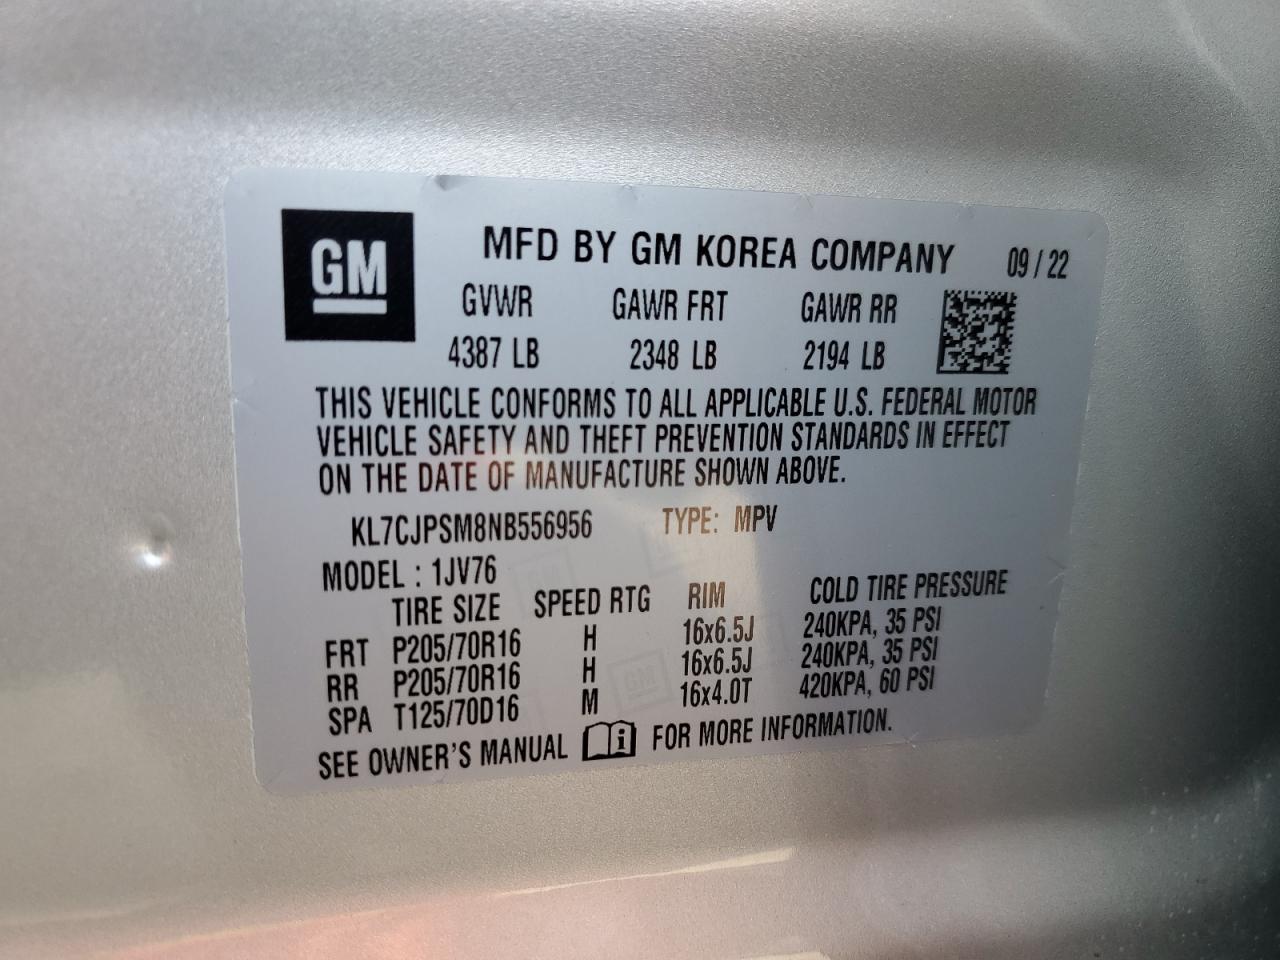 GM
MFD BY GM KOREA COMPANY 09 / 22
GVWR GAWR FRT GAWR RR
4387 LB 2348 LB 2194 LB
THIS VEHICLE CONFORMS TO ALL APPLICABLE U.S. FEDERAL MOTOR
VEHICLE SAFETY AND THEFT PREVENTION STANDARDS IN EFFECT
ON THE DATE OF MANUFACTURE SHOWN ABOVE.
KL7CJPSM8NB556956 TYPE: MPV
MODEL : 1JV76
TIRE SIZE SPEED RTG RIM COLD TIRE PRESSURE
FRT P205/70R16 H 16x6.5J 240KPA, 35 PSI
RR P205/70R16 H 16x6.5J 240KPA, 35 PSI
SPA T125/70D16 M 16x4.0T 420KPA, 60 PSI
SEE OWNER'S MANUAL i FOR MORE INFORMATION.
GM